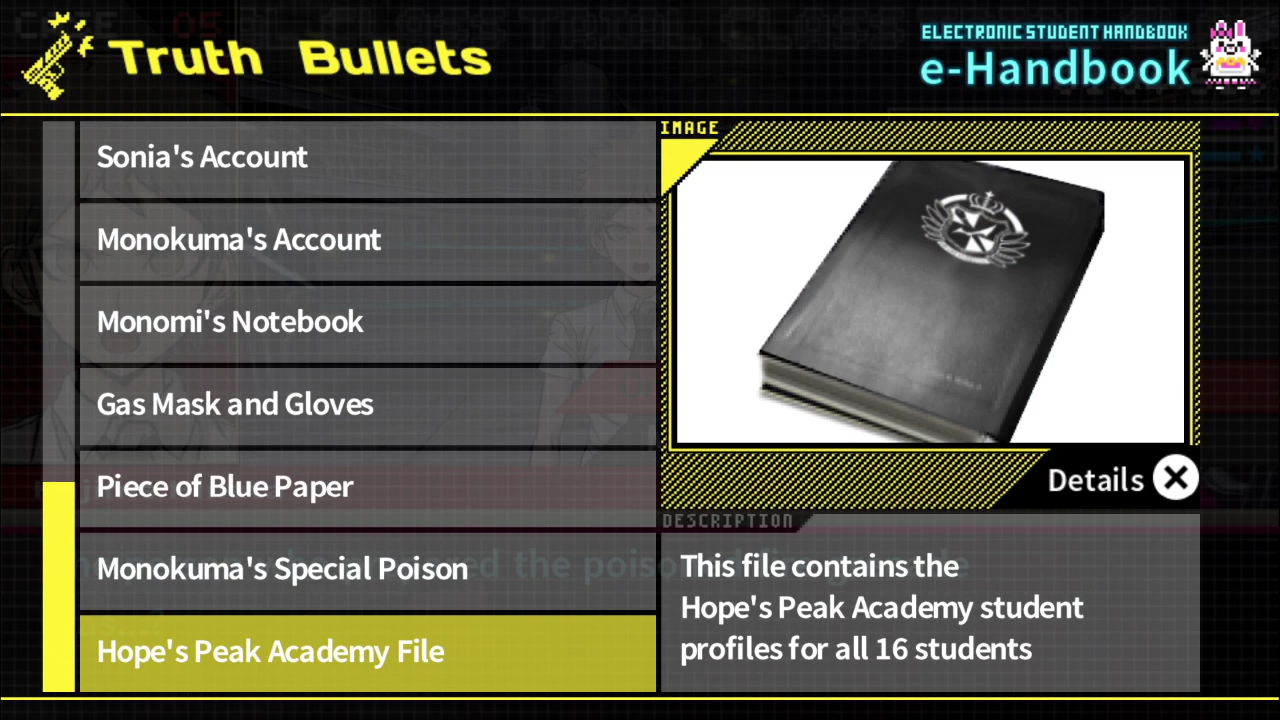 Truth Bullets
ELECTRONIC STUDENT HANDBOOK
e-Handbook
Sonia's Account
Monokuma's Account
Monomi's Notebook
Gas Mask and Gloves
Piece of Blue Paper
Monokuma's Special Poison
Hope's Peak Academy File
IMAGE
Details
DESCRIPTION
This file contains the
Hope's Peak Academy student
profiles for all 16 students